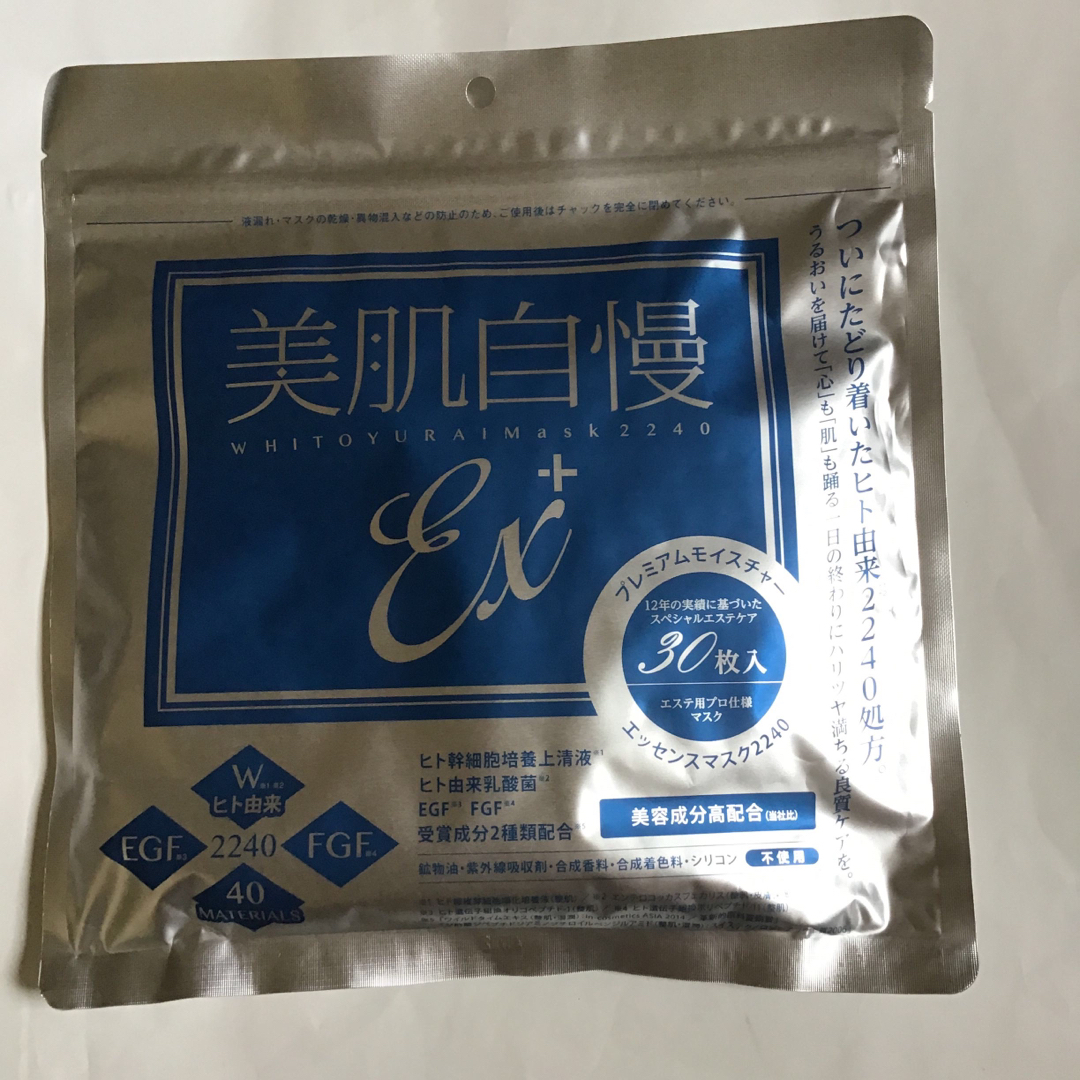 液漏れ・マスクの乾燥・異物混入などの防止のため、ご使用後はチャックを完全に閉めてください。
美肌自慢
WHITOYURAI Mask 2240
Ex+
ついにたどり着いたヒト由来2240処方。
うるおいを届けて「心」も「肌」も踊る一日の終わりにハリツヤ満ちる良質ケアを。
プレミアムモイスチャー
12年の実績に基づいた
スペシャルエステケア
30枚入
エステ用プロ仕様
マスク
エッセンスマスク2240
W※1 ※2
ヒト由来
EGF※3
2240
FGF※4
40
MATERIALS
ヒト幹細胞培養上清液※1
ヒト由来乳酸菌※2
EGF※3 FGF※4
受賞成分2種類配合※5
美容成分高配合(当社比)
鉱物油・紫外線吸収剤・合成香料・合成着色料・シリコン 不使用